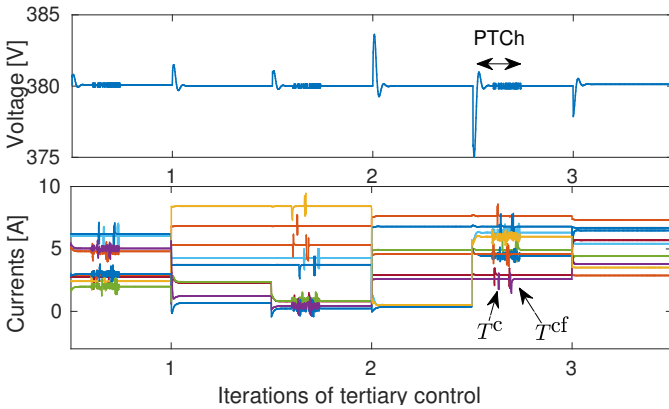 385
380
375
Voltage [V]
PTCh
1
2
3
10
5
0
Currents [A]
T^c
T^cf
1
2
3
Iterations of tertiary control